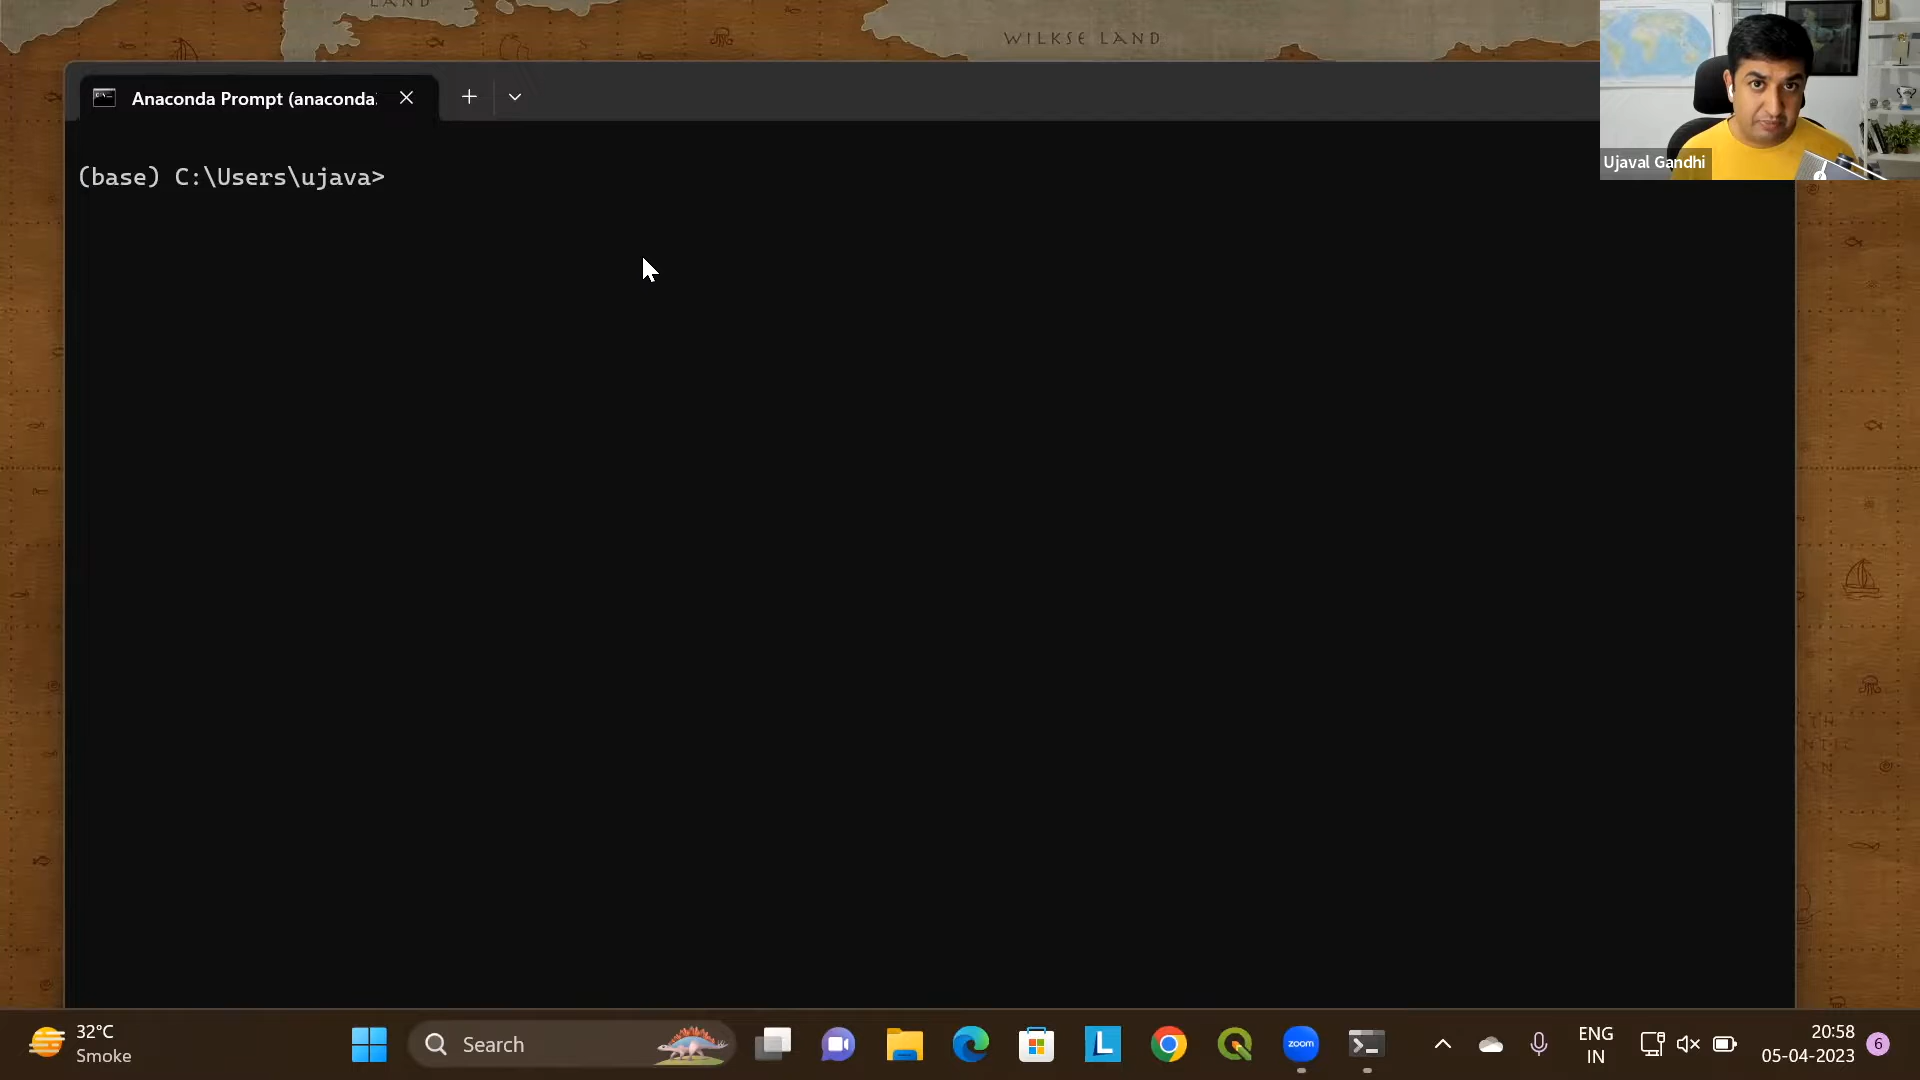 LAND
WILKSE LAND
Anaconda Prompt (anaconda
Ujaval Gandhi
(base) C:\Users\ujava>
32°C
Smoke
Search
zoom
ENG
IN
20:58
05-04-2023
6